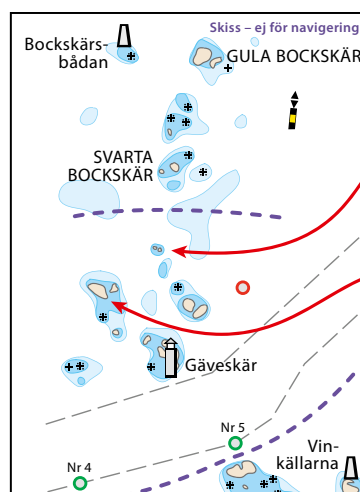 Skiss – ej för navigering
Bockskärs-
bådan
GULA BOCKSKÄR
SVARTA
BOCKSKÄR
Gäveskär
Nr 5
Nr 4
Vin-
källarna